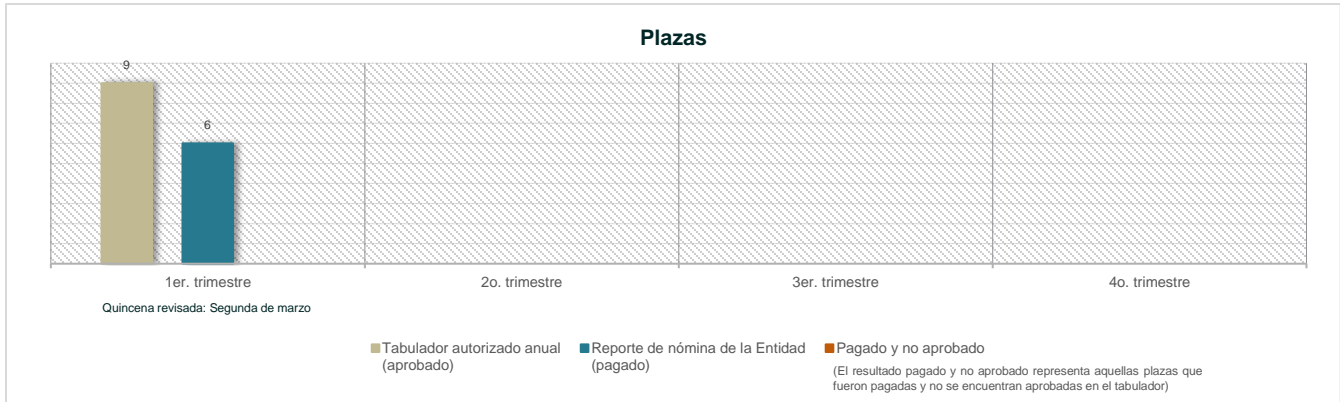 Plazas
9
6
1er. trimestre
2o. trimestre
3er. trimestre
4o. trimestre
Quincena revisada: Segunda de marzo
Tabulador autorizado anual
(aprobado)
Reporte de nómina de la Entidad
(pagado)
Pagado y no aprobado
(El resultado pagado y no aprobado representa aquellas plazas que
fueron pagadas y no se encuentran aprobadas en el tabulador)